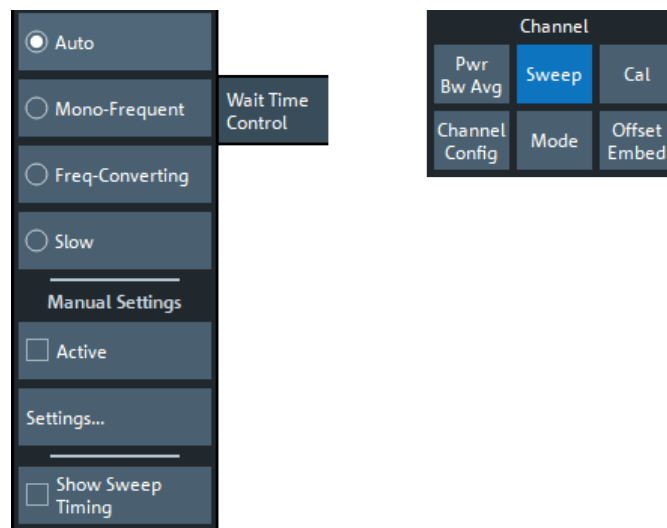 Auto
Mono-Frequent
Freq-Converting
Slow
Manual Settings
Active
Settings...
Show Sweep
Timing
Wait Time
Control
Channel
Pwr
Bw Avg
Sweep
Cal
Channel
Config
Mode
Offset
Embed